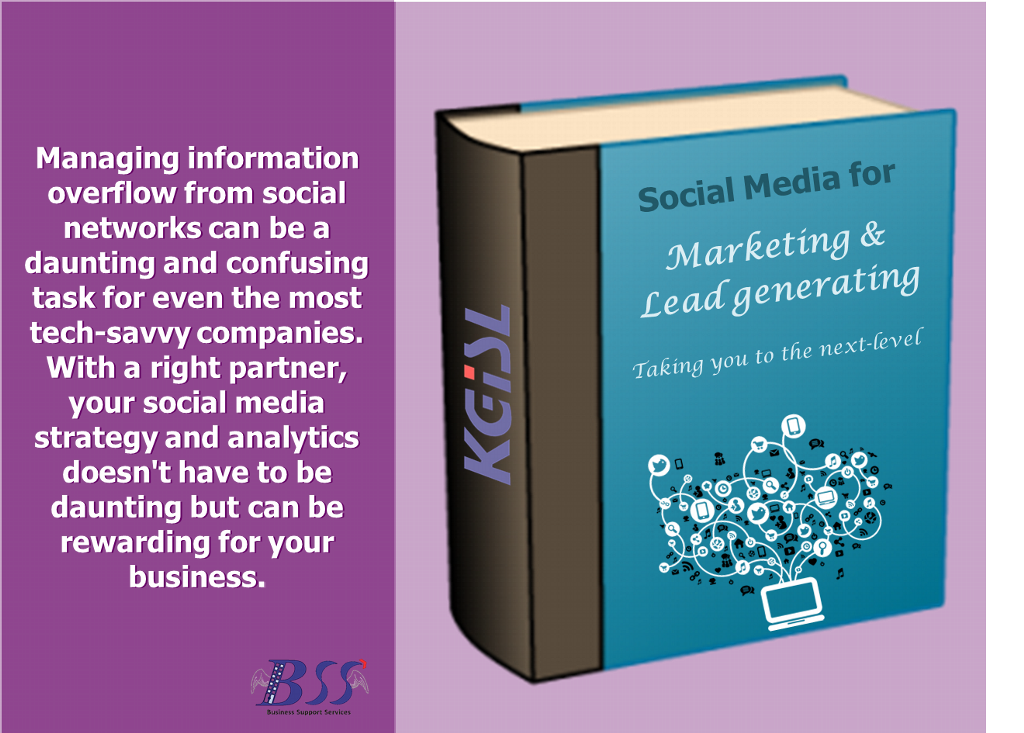 Managing information
overflow from social
networks can be a
daunting and confusing
task for even the most
tech-savvy companies.
With a right partner,
your social media
strategy and analytics
doesn't have to be
daunting but can be
rewarding for your
business.
BSS
Business Support Services
KGiSL
Social Media for
Marketing &
Lead generating
Taking you to the next-level